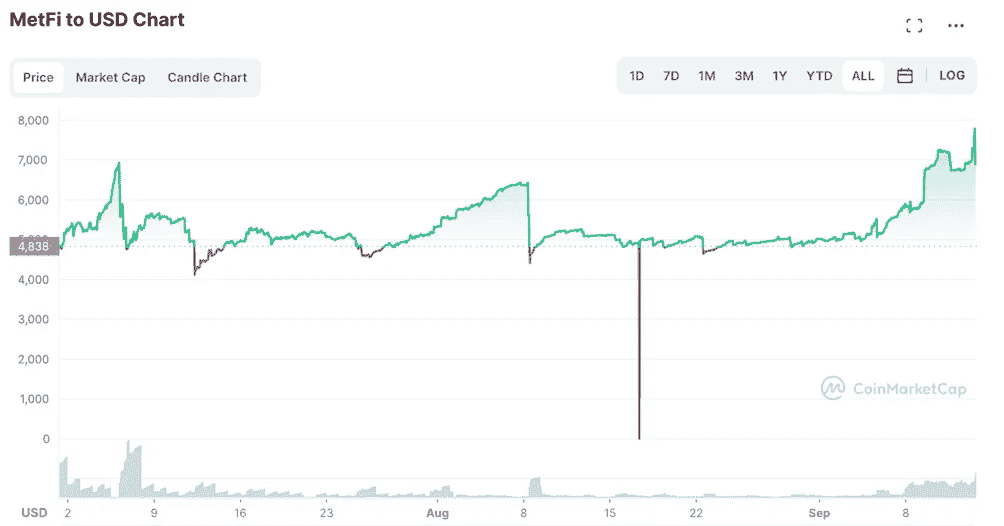 MetFi to USD Chart
Price Market Cap Candle Chart
1D 7D 1M 3M 1Y YTD ALL LOG
8,000
7,000
6,000
4,838
4,000
3,000
2,000
1,000
0
CoinMarketCap
USD 2 9 16 23 Aug 8 15 22 Sep 8